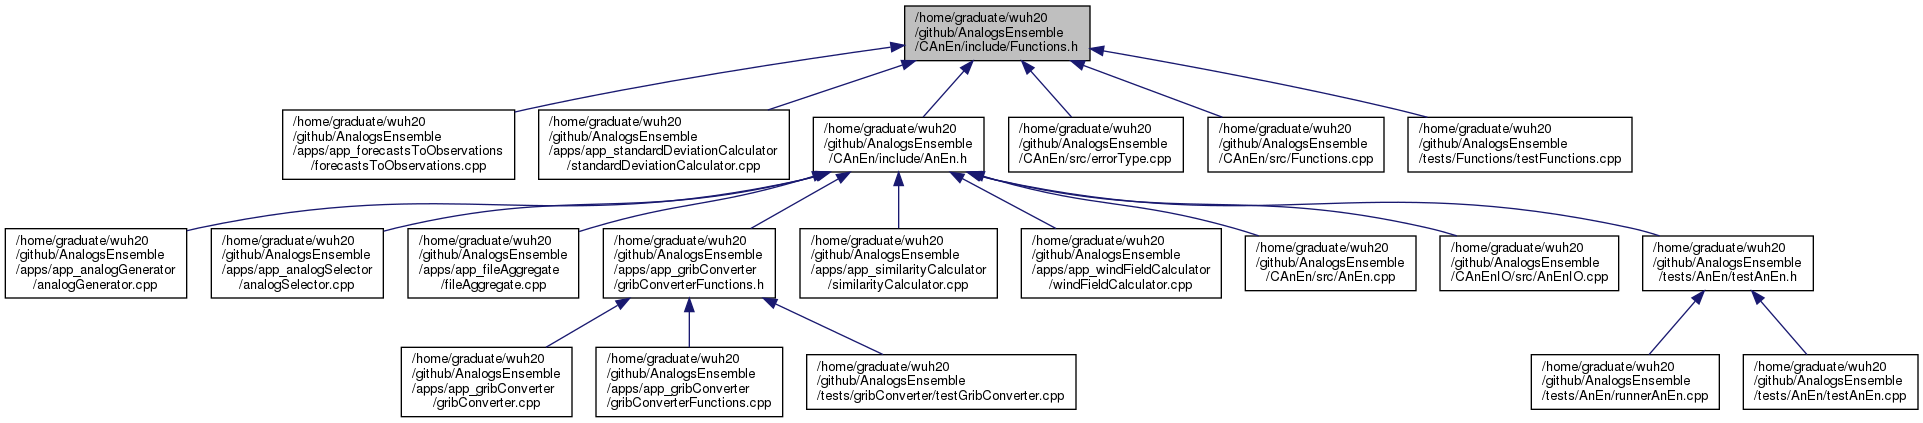 /home/graduate/wuh20
/github/AnalogsEnsemble
/CAnEn/include/Functions.h
/home/graduate/wuh20
/github/AnalogsEnsemble
/apps/app_forecastsToObservations
/forecastsToObservations.cpp
/home/graduate/wuh20
/github/AnalogsEnsemble
/apps/app_standardDeviationCalculator
/standardDeviationCalculator.cpp
/home/graduate/wuh20
/github/AnalogsEnsemble
/CAnEn/include/AnEn.h
/home/graduate/wuh20
/github/AnalogsEnsemble
/CAnEn/src/errorType.cpp
/home/graduate/wuh20
/github/AnalogsEnsemble
/CAnEn/src/Functions.cpp
/home/graduate/wuh20
/github/AnalogsEnsemble
/tests/Functions/testFunctions.cpp
/home/graduate/wuh20
/github/AnalogsEnsemble
/apps/app_analogGenerator
/analogGenerator.cpp
/home/graduate/wuh20
/github/AnalogsEnsemble
/apps/app_analogSelector
/analogSelector.cpp
/home/graduate/wuh20
/github/AnalogsEnsemble
/apps/app_fileAggregate
/fileAggregate.cpp
/home/graduate/wuh20
/github/AnalogsEnsemble
/apps/app_gribConverter
/gribConverterFunctions.h
/home/graduate/wuh20
/github/AnalogsEnsemble
/apps/app_similarityCalculator
/similarityCalculator.cpp
/home/graduate/wuh20
/github/AnalogsEnsemble
/apps/app_windFieldCalculator
/windFieldCalculator.cpp
/home/graduate/wuh20
/github/AnalogsEnsemble
/CAnEn/src/AnEn.cpp
/home/graduate/wuh20
/github/AnalogsEnsemble
/CAnEnIO/src/AnEnIO.cpp
/home/graduate/wuh20
/github/AnalogsEnsemble
/tests/AnEn/testAnEn.h
/home/graduate/wuh20
/github/AnalogsEnsemble
/apps/app_gribConverter
/gribConverter.cpp
/home/graduate/wuh20
/github/AnalogsEnsemble
/apps/app_gribConverter
/gribConverterFunctions.cpp
/home/graduate/wuh20
/github/AnalogsEnsemble
/tests/gribConverter/testGribConverter.cpp
/home/graduate/wuh20
/github/AnalogsEnsemble
/tests/AnEn/runnerAnEn.cpp
/home/graduate/wuh20
/github/AnalogsEnsemble
/tests/AnEn/testAnEn.cpp